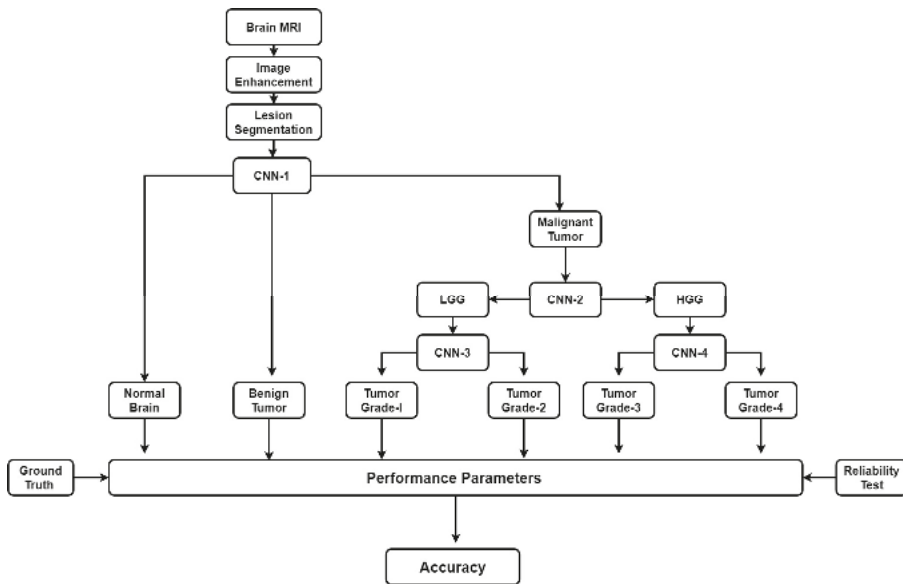 Brain MRI
Image
Enhancement
Lesion
Segmentation
CNN-1
Malignant
Tumor
LGG
CNN-2
HGG
CNN-3
CNN-4
Normal
Brain
Benign
Tumor
Tumor
Grade-I
Tumor
Grade-2
Tumor
Grade-3
Tumor
Grade-4
Ground
Truth
Performance Parameters
Reliability
Test
Accuracy